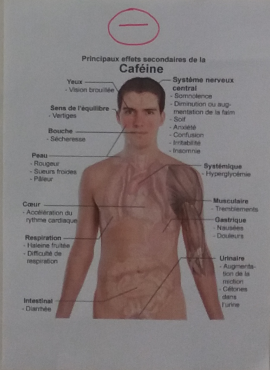 Principaux effets secondaires de la
Caféine
Yeux
- Vision brouillée
Système nerveux
central
- Somnolence
- Diminution ou aug-
mentation de la faim
- Soif
- Anxiété
- Confusion
- Irritabilité
- Insomnie
Sens de l'équilibre
- Vertiges
Bouche
- Sécheresse
Peau
- Rougeur
- Sueurs froides
- Pâleur
Systémique
- Hyperglycémie
Cœur
- Accélération du
rythme cardiaque
Musculaire
- Tremblements
Gastrique
- Nausées
- Douleurs
Respiration
- Haleine fruitée
- Difficulté de
respiration
Urinaire
- Augmenta-
tion de la
miction
- Cétones
dans
l'urine
Intestinal
- Diarrhée